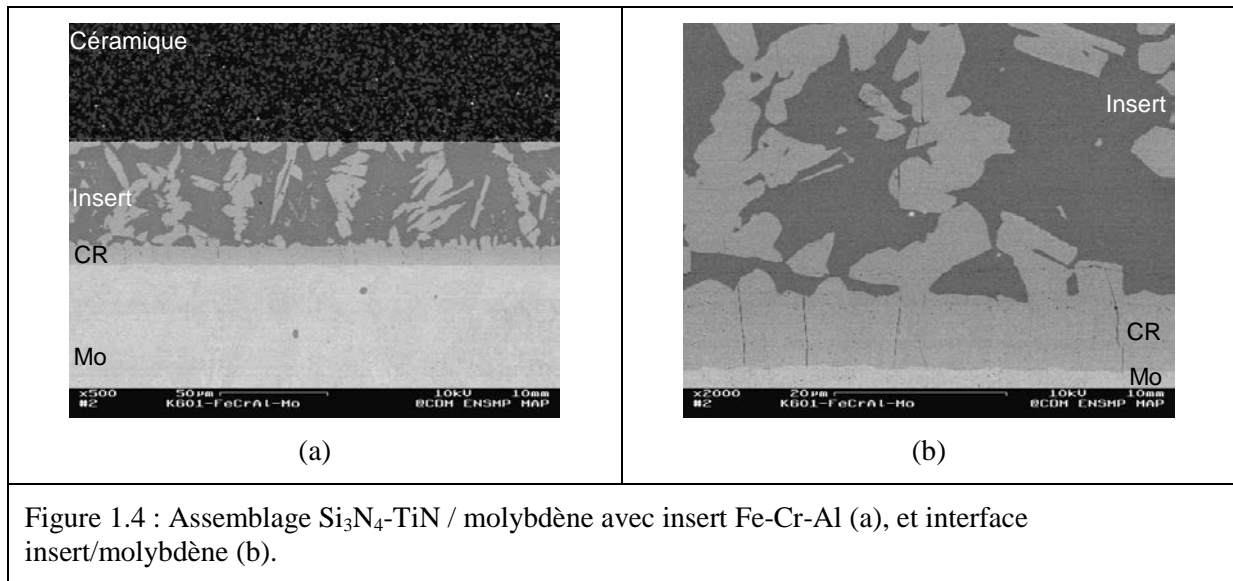 Céramique
Insert
CR
Mo
x500 50μm 10kV 10mm
#2 K601-FeCrAl-Mo @CDM ENSMP MAP
(a)
Insert
CR
Mo
x2000 20μm 10kV 10mm
#2 K601-FeCrAl-Mo @CDM ENSMP MAP
(b)
Figure 1.4 : Assemblage Si₃N₄-TiN / molybdène avec insert Fe-Cr-Al (a), et interface
insert/molybdène (b).